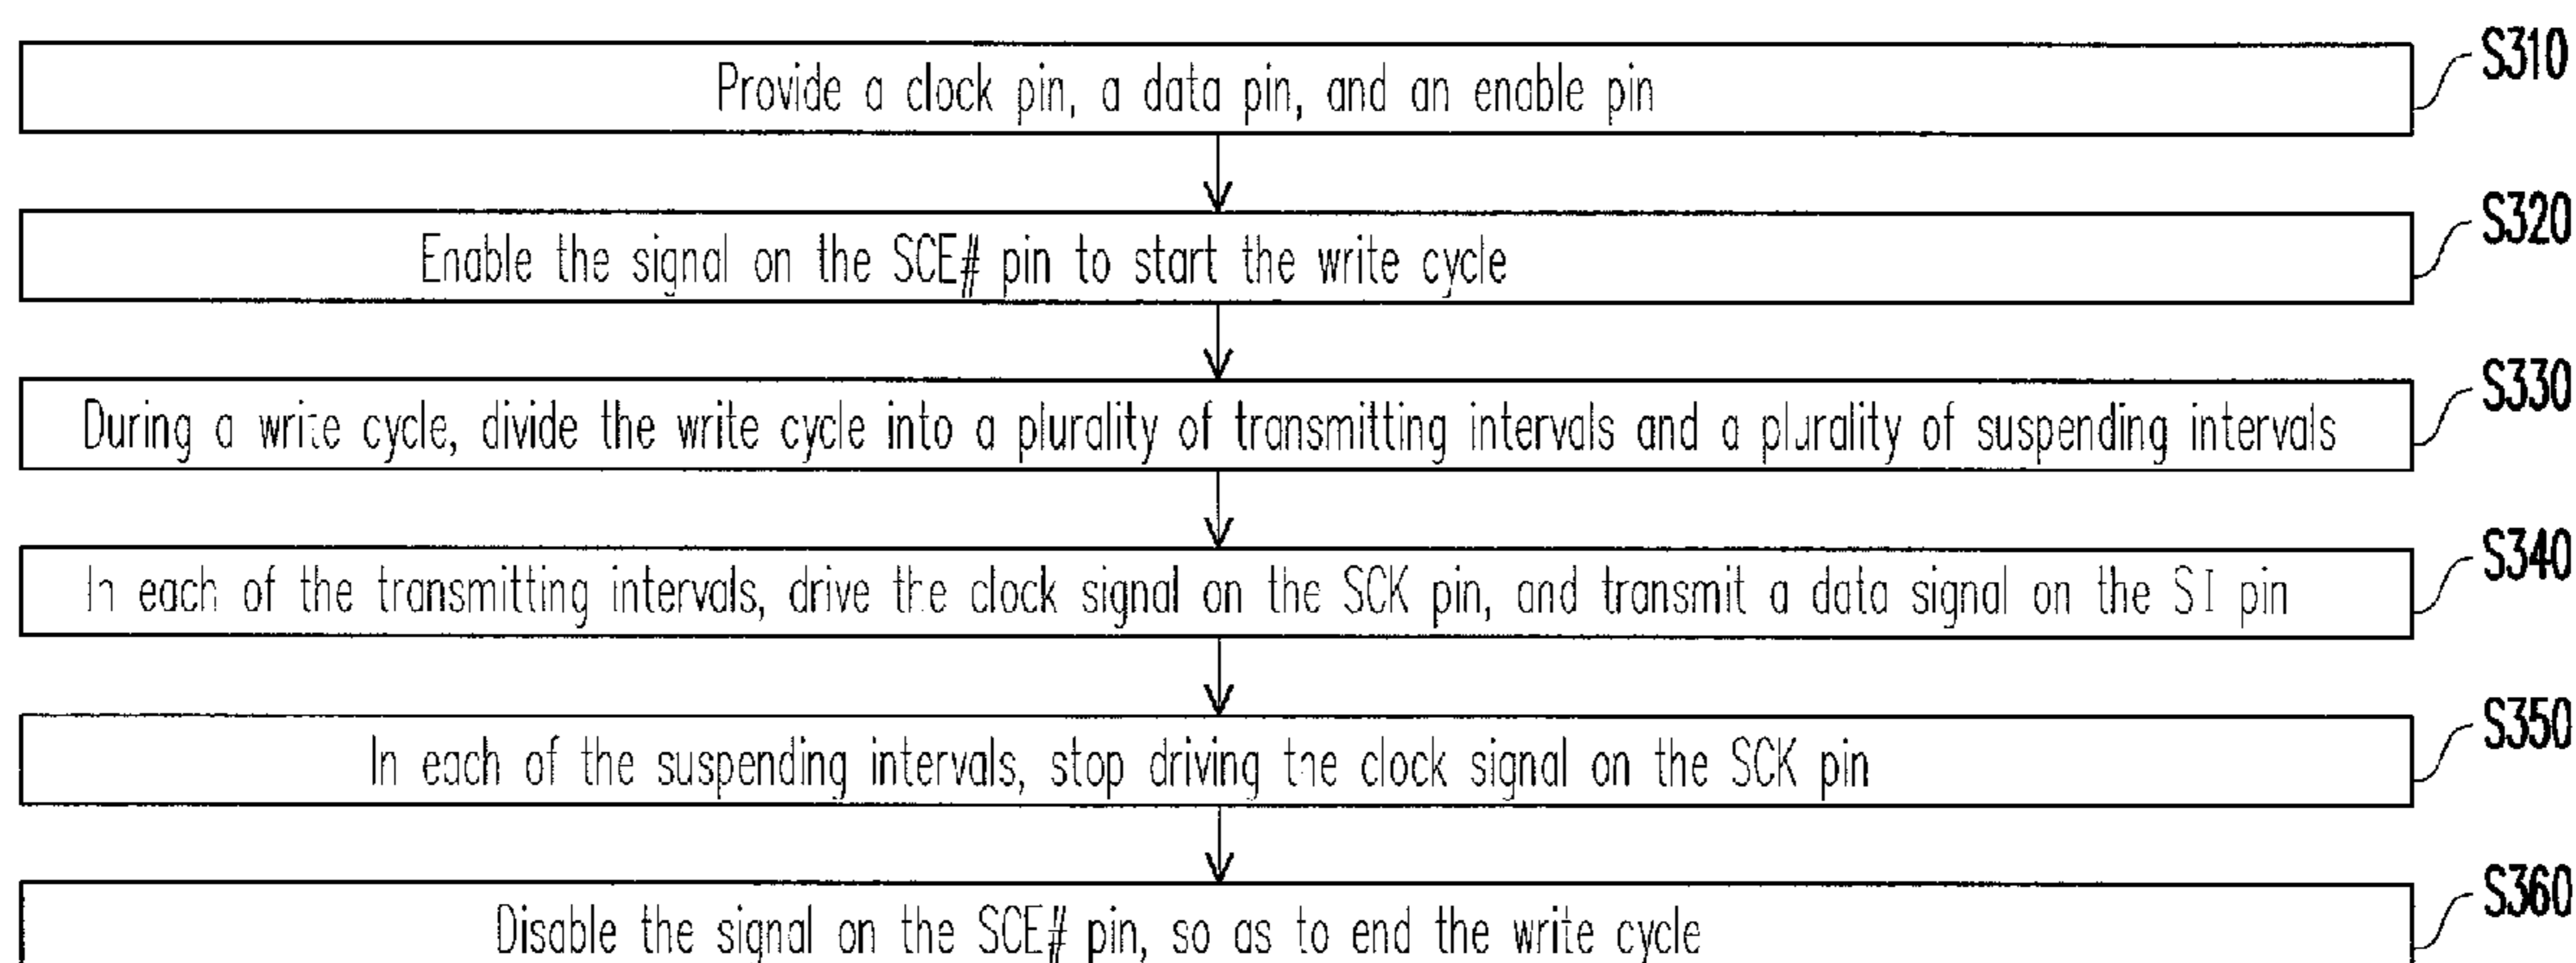 Provide a clock pin, a data pin, and an enable pin S310
Enable the signal on the SCE# pin to start the write cycle S320
During a write cycle, divide the write cycle into a plurality of transmitting intervals and a plurality of suspending intervals S330
In each of the transmitting intervals, drive the clock signal on the SCK pin, and transmit a data signal on the SI pin S340
In each of the suspending intervals, stop driving the clock signal on the SCK pin S350
Disable the signal on the SCE# pin, so as to end the write cycle S360